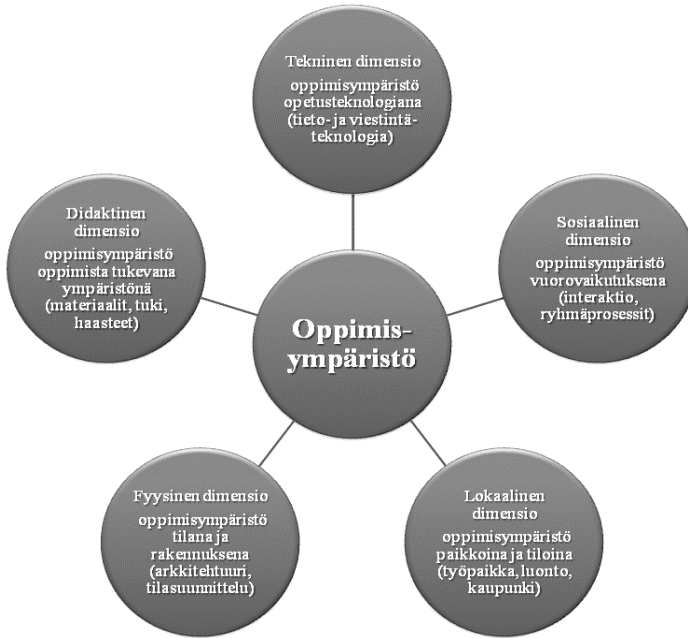 Tekninen dimensio
oppimisympäristö
opetusteknologiana
(tieto- ja viestintä-
teknologia)
Didaktinen
dimensio
oppimisympäristö
oppimista tukevana
ympäristönä
(materiaalit, tuki,
haasteet)
Sosiaalinen
dimensio
oppimisympäristö
vuorovaikutuksena
(interaktio,
ryhmäprosessit)
Oppimis-
ympäristö
Fyysinen dimensio
oppimisympäristö
tilana ja
rakennuksena
(arkkitehtuuri,
tilasuunnittelu)
Lokaalinen
dimensio
oppimisympäristö
paikkoina ja tiloina
(työpaikka, luonto,
kaupunki)